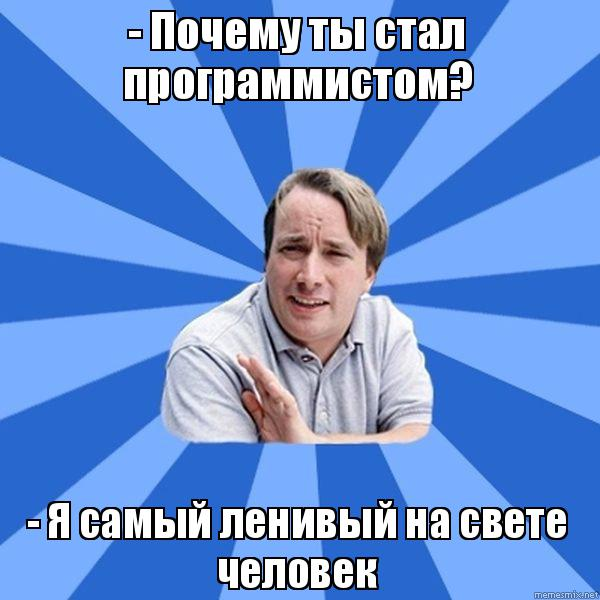 - Почему ты стал
программистом?
- Я самый ленивый на свете
человек
memesmix.net